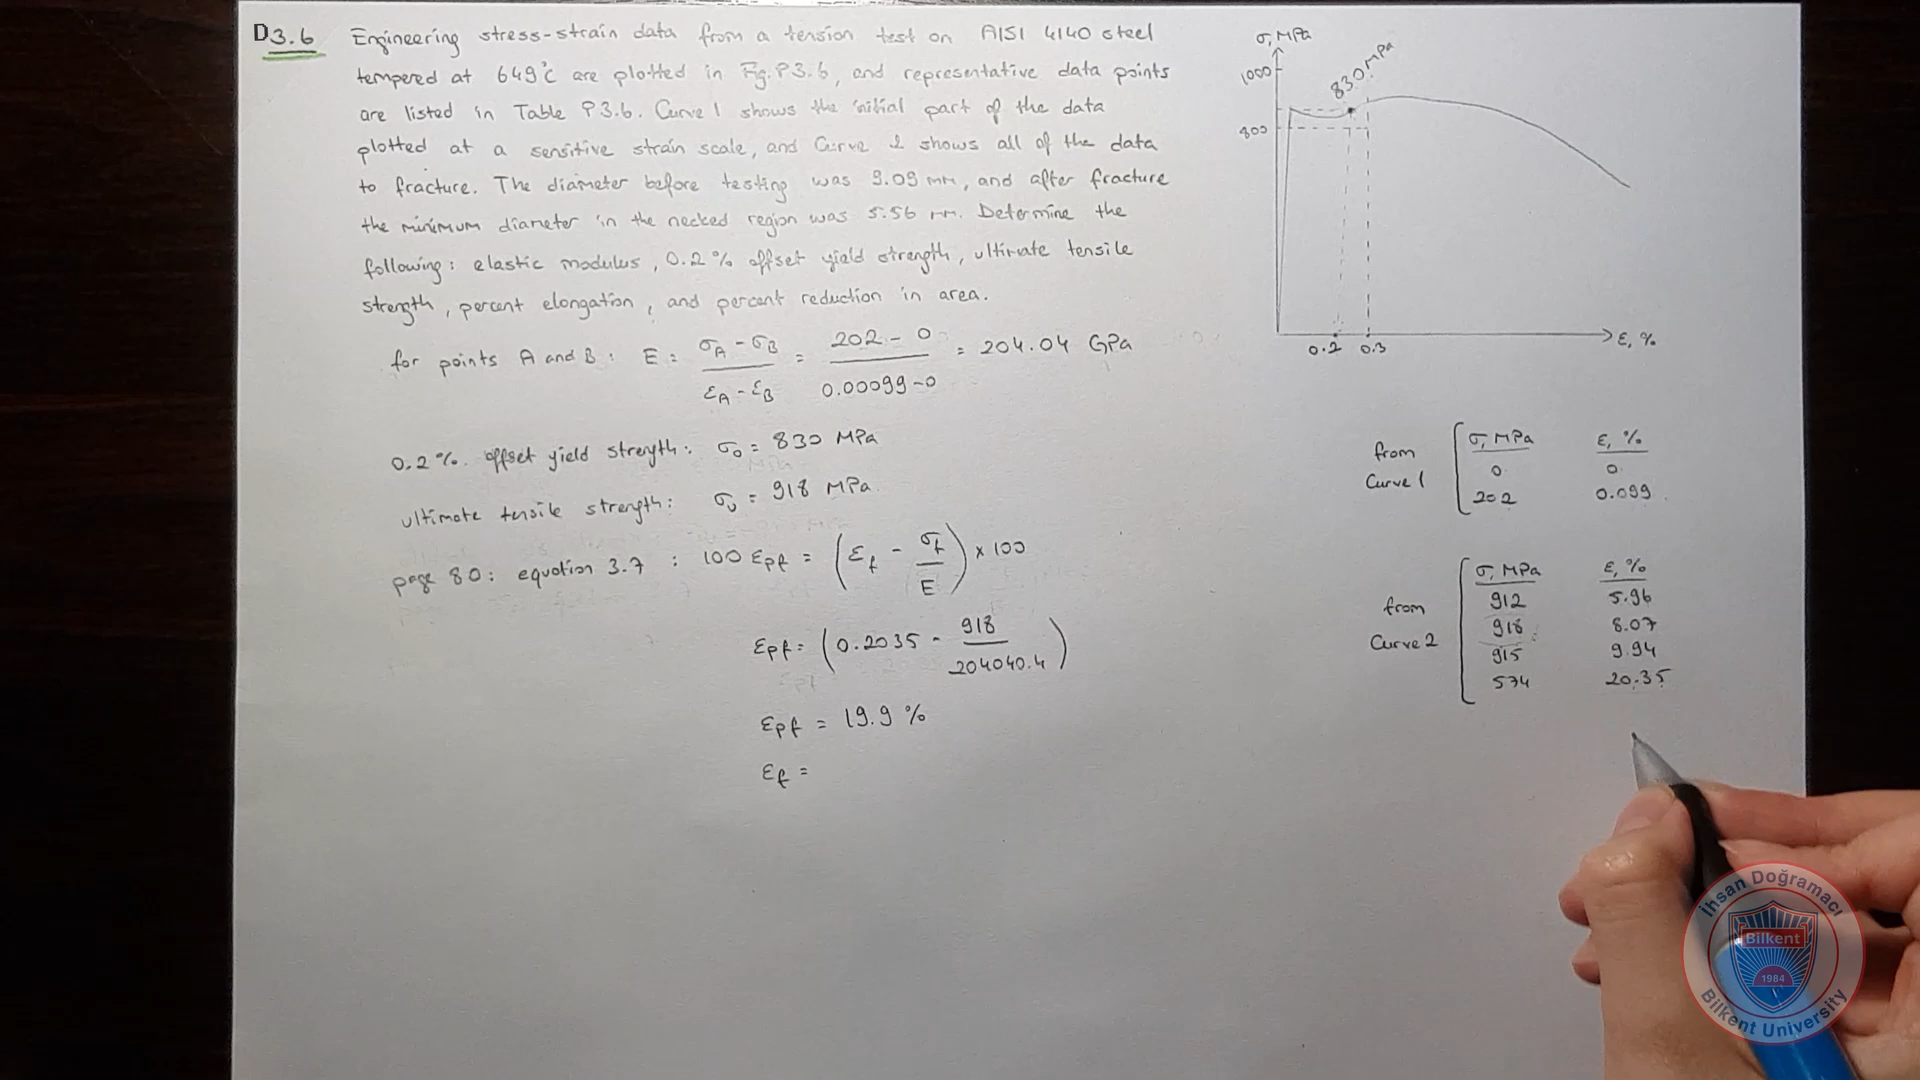 D3.6 Engineering stress-strain data from a tension test on AISI 4140 steel
tempered at 649°C are plotted in Fig. P3.6, and representative data points
are listed in Table P3.6. Curve 1 shows the initial part of the data
plotted at a sensitive strain scale, and Curve 2 shows all of the data
to fracture. The diameter before testing was 9.09 mm, and after fracture
the minimum diameter in the necked region was 5.56 mm. Determine the
following: elastic modulus, 0.2% offset yield strength, ultimate tensile
strength, percent elongation, and percent reduction in area.
for points A and B: E = (σA - σB) / (εA - εB) = (202 - 0) / (0.00099 - 0) = 204.04 GPa
0.2%. offset yield strength: σo = 830 MPa
ultimate tensile strength: σu = 918 MPa
page 80: equation 3.7 : 100 εpf = (εf - σf / E) × 100
εpf = (0.2035 - 918 / 204040.4)
εpf = 19.9 %
εf =
σ, MPa
1000
830 MPa
800
0.2 0.3
ε, %
from Curve 1
σ, MPa ε, %
0 0
202 0.099
from Curve 2
σ, MPa ε, %
912 5.96
918 8.07
915 9.94
574 20.35
İhsan Doğramacı
Bilkent
1984
Bilkent University